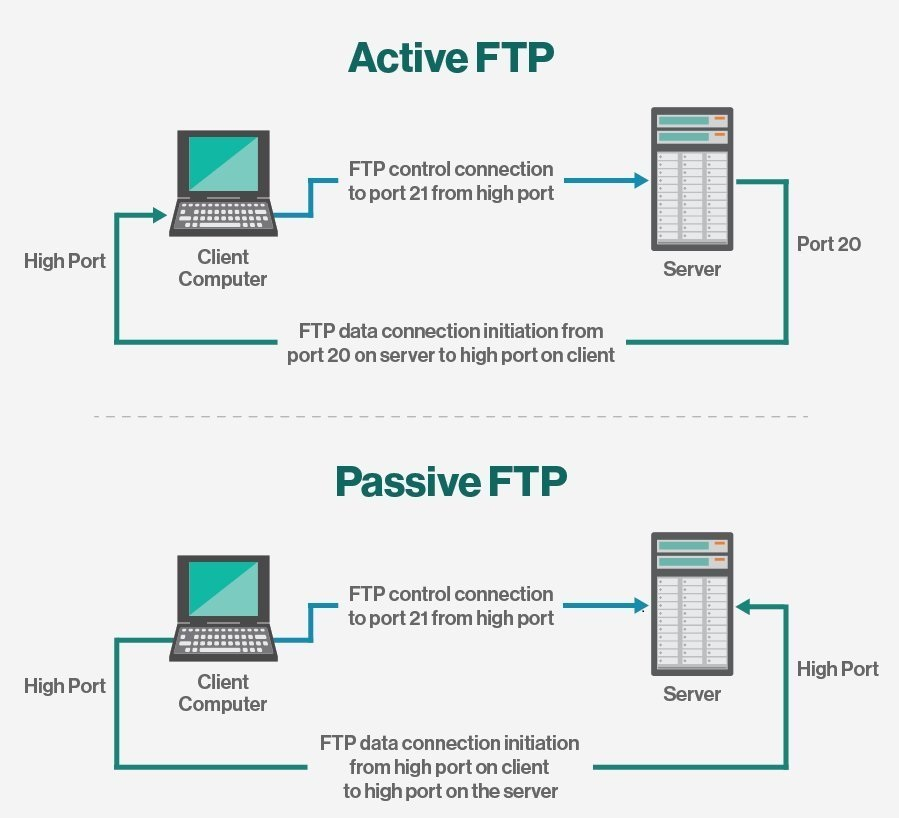 Active FTP
FTP control connection
to port 21 from high port
Client
Computer
Server
High Port
Port 20
FTP data connection initiation from
port 20 on server to high port on client
Passive FTP
FTP control connection
to port 21 from high port
Client
Computer
Server
High Port
High Port
FTP data connection initiation
from high port on client
to high port on the server